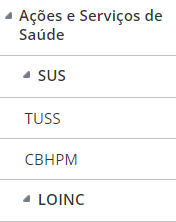 Ações e Serviços de
Saúde
SUS
TUSS
CBHPM
LOINC